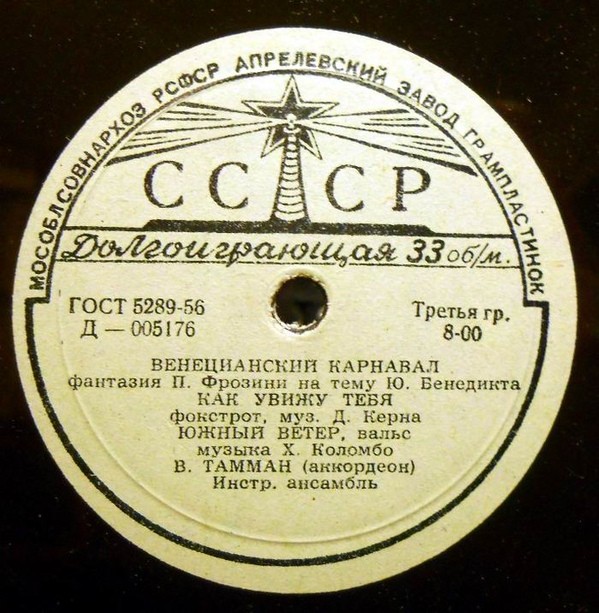 МОСОБЛСОВНАРХОЗ РСФСР АПРЕЛЕВСКИЙ ЗАВОД ГРАМПЛАСТИНОК
СССР
Долгоиграющая 33 об/м.
ГОСТ 5289-56
Д — 005176
Третья гр.
8-00
ВЕНЕЦИАНСКИЙ КАРНАВАЛ
фантазия П. Фрозини на тему Ю. Бенедикта
КАК УВИЖУ ТЕБЯ
фокстрот, муз. Д. Керна
ЮЖНЫЙ ВЕТЕР, вальс
музыка Х. Коломбо
В. ТАММАН (аккордеон)
Инстр. ансамбль